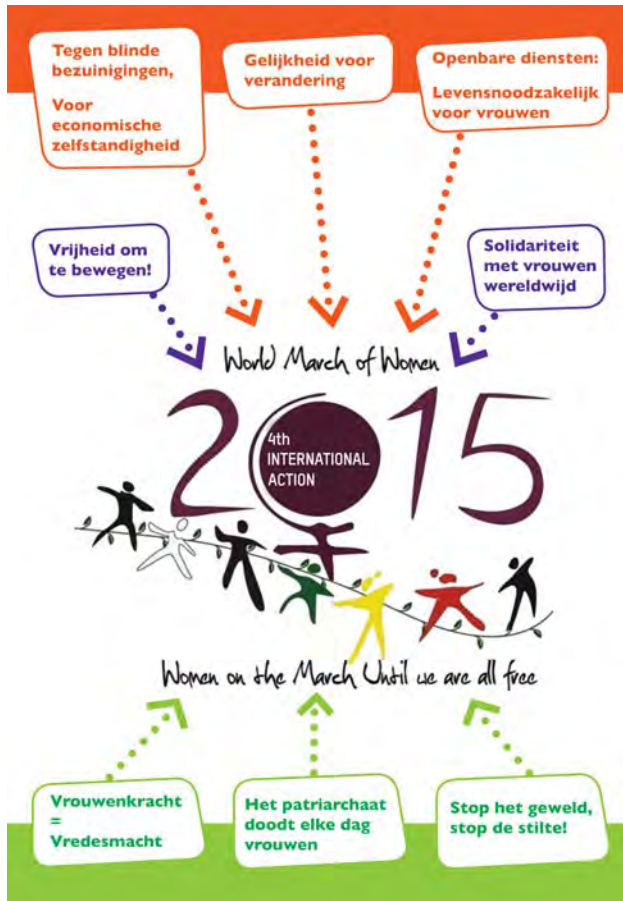 Tegen blinde
bezuinigingen,
Voor
economische
zelfstandigheid
Gelijkheid voor
verandering
Openbare diensten:
Levensnoodzakelijk
voor vrouwen
Vrijheid om
te bewegen!
Solidariteit
met vrouwen
wereldwijd
World March of Women
2015
4th
INTERNATIONAL
ACTION
Women on the March Until we are all free
Vrouwenkracht
=
Vredesmacht
Het patriarchaat
doodt elke dag
vrouwen
Stop het geweld,
stop de stilte!